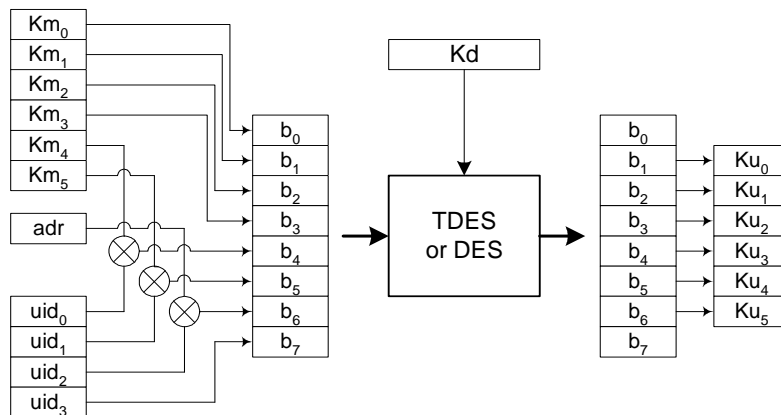 Km₀
Km₁
Km₂
Km₃
Km₄
Km₅
adr
uid₀
uid₁
uid₂
uid₃
b₀
b₁
b₂
b₃
b₄
b₅
b₆
b₇
Kd
TDES
or DES
b₀
b₁
b₂
b₃
b₄
b₅
b₆
b₇
Ku₀
Ku₁
Ku₂
Ku₃
Ku₄
Ku₅